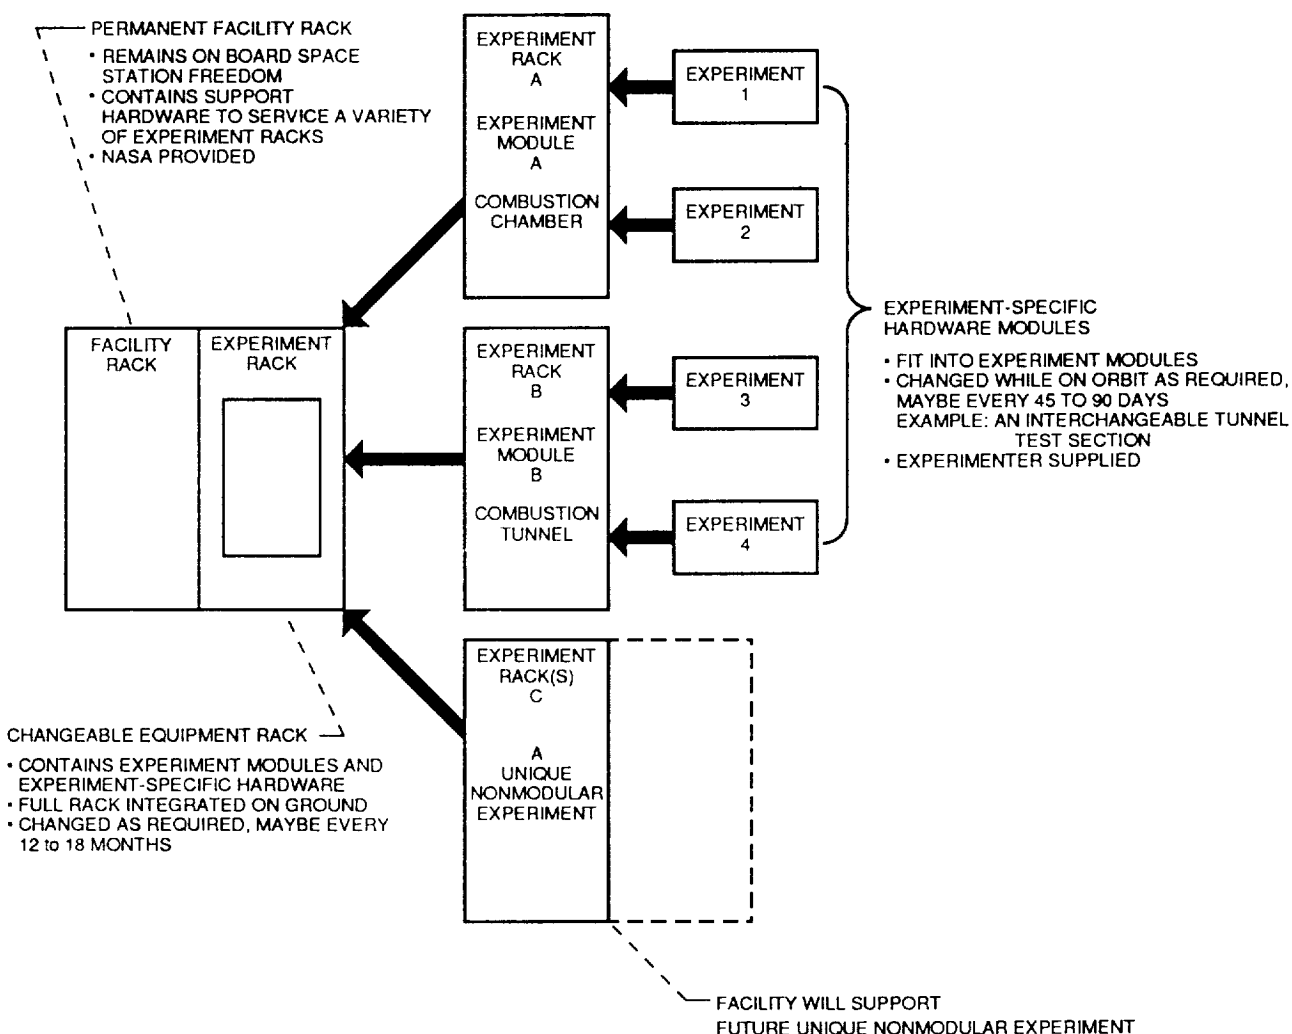 PERMANENT FACILITY RACK
• REMAINS ON BOARD SPACE
STATION FREEDOM
• CONTAINS SUPPORT
HARDWARE TO SERVICE A VARIETY
OF EXPERIMENT RACKS
• NASA PROVIDED
EXPERIMENT
RACK
A
EXPERIMENT
MODULE
A
COMBUSTION
CHAMBER
EXPERIMENT
1
EXPERIMENT
2
FACILITY
RACK
EXPERIMENT
RACK
EXPERIMENT
RACK
B
EXPERIMENT
MODULE
B
COMBUSTION
TUNNEL
EXPERIMENT
3
EXPERIMENT
4
EXPERIMENT-SPECIFIC
HARDWARE MODULES
• FIT INTO EXPERIMENT MODULES
• CHANGED WHILE ON ORBIT AS REQUIRED,
MAYBE EVERY 45 TO 90 DAYS
EXAMPLE: AN INTERCHANGEABLE TUNNEL
TEST SECTION
• EXPERIMENTER SUPPLIED
CHANGEABLE EQUIPMENT RACK
• CONTAINS EXPERIMENT MODULES AND
EXPERIMENT-SPECIFIC HARDWARE
• FULL RACK INTEGRATED ON GROUND
• CHANGED AS REQUIRED, MAYBE EVERY
12 to 18 MONTHS
EXPERIMENT
RACK(S)
C
A
UNIQUE
NONMODULAR
EXPERIMENT
FACILITY WILL SUPPORT
FUTURE UNIQUE NONMODULAR EXPERIMENT